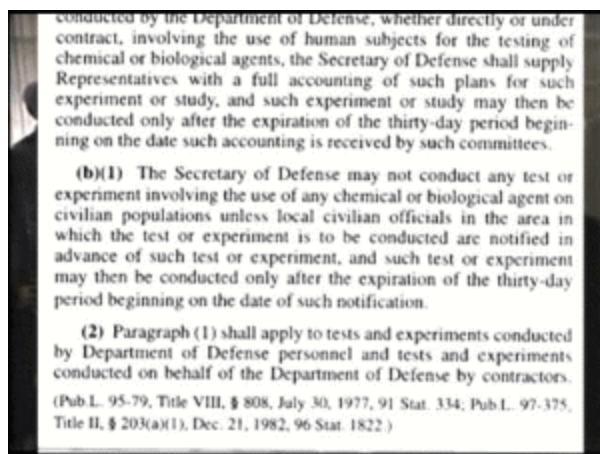 conducted by the Department of Defense, whether directly or under
contract, involving the use of human subjects for the testing of
chemical or biological agents, the Secretary of Defense shall supply
Representatives with a full accounting of such plans for such
experiment or study, and such experiment or study may then be
conducted only after the expiration of the thirty-day period begin-
ning on the date such accounting is received by such committees.
(b)(1) The Secretary of Defense may not conduct any test or
experiment involving the use of any chemical or biological agent on
civilian populations unless local civilian officials in the area in
which the test or experiment is to be conducted are notified in
advance of such test or experiment, and such test or experiment
may then be conducted only after the expiration of the thirty-day
period beginning on the date of such notification.
(2) Paragraph (1) shall apply to tests and experiments conducted
by Department of Defense personnel and tests and experiments
conducted on behalf of the Department of Defense by contractors.
(Pub.L. 95-79, Title VIII, § 808, July 30, 1977, 91 Stat. 334; Pub.L. 97-375,
Title II, § 203(a)(1), Dec. 21, 1982, 96 Stat. 1822.)